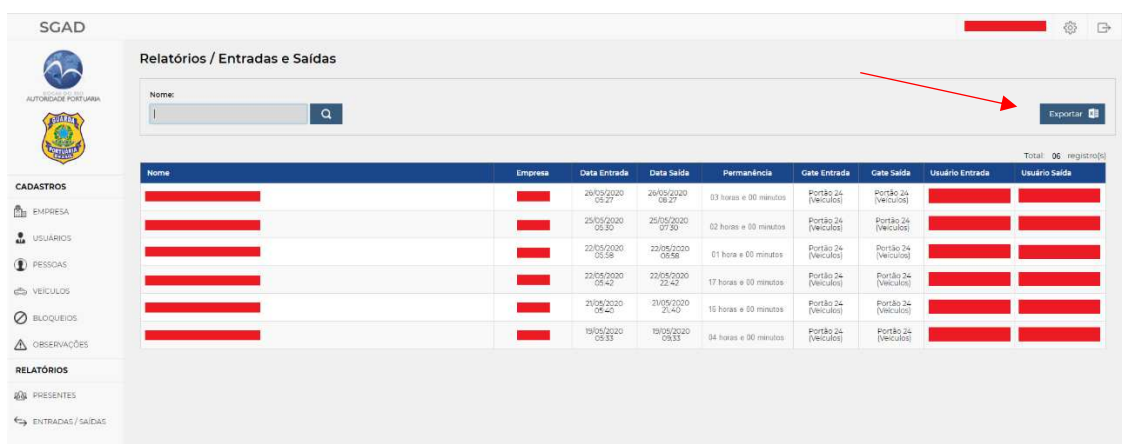 SGAD
AUTORIDADE PORTUÁRIA
GUARDA
PORTUÁRIA
CADASTROS
EMPRESA
USUÁRIOS
PESSOAS
VEÍCULOS
BLOQUEIOS
OBSERVAÇÕES
RELATÓRIOS
PRESENTES
ENTRADAS / SAÍDAS
Relatórios / Entradas e Saídas
Nome:
Exportar
Total: 06 registro(s)
Nome Empresa Data Entrada Data Saída Permanência Gate Entrada Gate Saída Usuário Entrada Usuário Saída
26/05/2020 26/05/2020 03 horas e 00 minutos Portão 24 Portão 24
05:27 08:27 (Veículos) (Veículos)
25/05/2020 25/05/2020 02 horas e 00 minutos Portão 24 Portão 24
05:30 07:30 (Veículos) (Veículos)
22/05/2020 22/05/2020 01 hora e 00 minutos Portão 24 Portão 24
05:58 06:58 (Veículos) (Veículos)
22/05/2020 22/05/2020 17 horas e 00 minutos Portão 24 Portão 24
05:42 22:42 (Veículos) (Veículos)
21/05/2020 21/05/2020 16 horas e 00 minutos Portão 24 Portão 24
05:40 21:40 (Veículos) (Veículos)
19/05/2020 19/05/2020 04 horas e 00 minutos Portão 24 Portão 24
05:33 09:33 (Veículos) (Veículos)